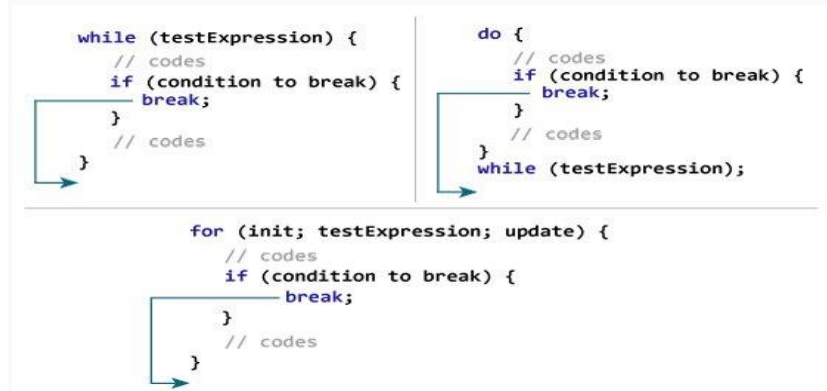 while (testExpression) {
// codes
if (condition to break) {
break;
}
// codes
}
do {
// codes
if (condition to break) {
break;
}
// codes
}
while (testExpression);
for (init; testExpression; update) {
// codes
if (condition to break) {
break;
}
// codes
}